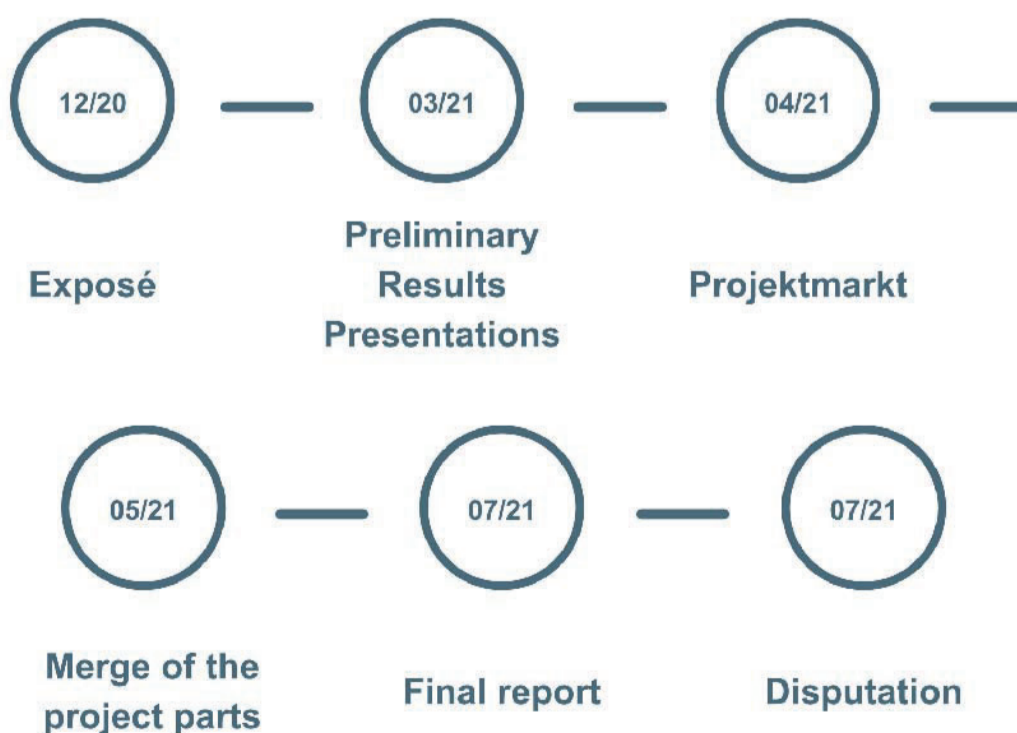 12/20
03/21
04/21
Exposé
Preliminary
Results
Presentations
Projektmarkt
05/21
07/21
07/21
Merge of the
project parts
Final report
Disputation